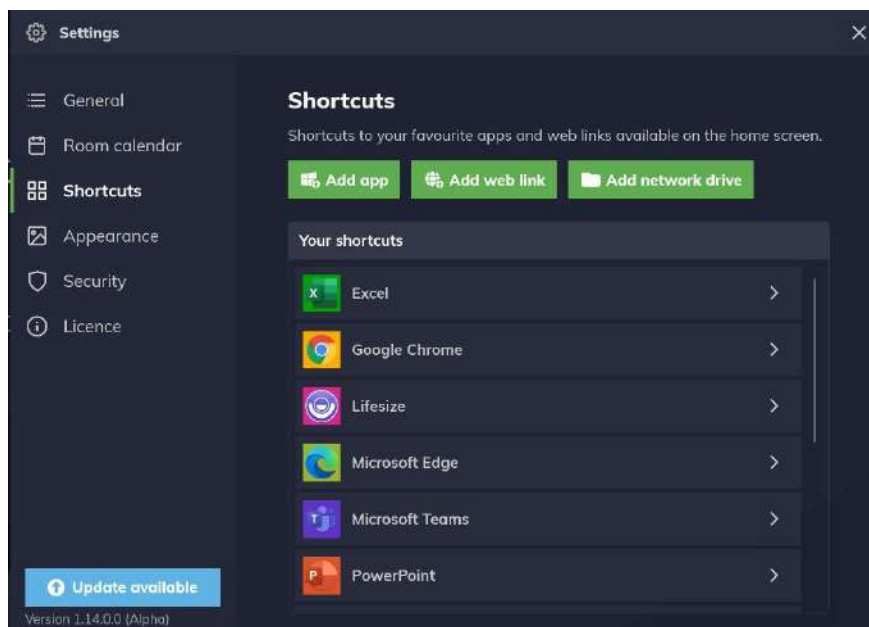 Settings
General
Room calendar
Shortcuts
Appearance
Security
Licence
Update available
Version 1.14.0.0 (Alpha)
Shortcuts
Shortcuts to your favourite apps and web links available on the home screen.
Add app Add web link Add network drive
Your shortcuts
Excel
Google Chrome
Lifesize
Microsoft Edge
Microsoft Teams
PowerPoint